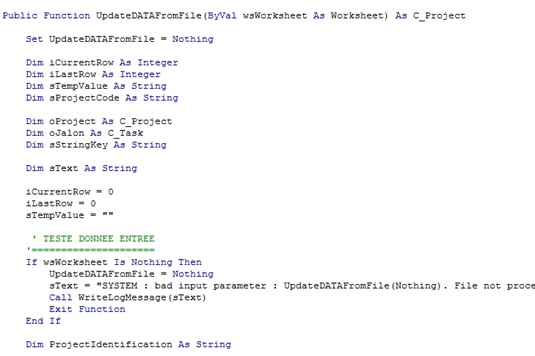 Public Function UpdateDATAFromFile(ByVal wsWorksheet As Worksheet) As C_Project
Set UpdateDATAFromFile = Nothing
Dim iCurrentRow As Integer
Dim iLastRow As Integer
Dim sTempValue As String
Dim sProjectCode As String
Dim oProject As C_Project
Dim oJalon As C_Task
Dim sStringKey As String
Dim sText As String
iCurrentRow = 0
iLastRow = 0
sTempValue = ""
' TESTE DONNEE ENTREE
'=====================
If wsWorksheet Is Nothing Then
UpdateDATAFromFile = Nothing
sText = "SYSTEM : bad input parameter : UpdateDATAFromFile(Nothing). File not proce
Call WriteLogMessage(sText)
Exit Function
End If
Dim ProjectIdentification As String